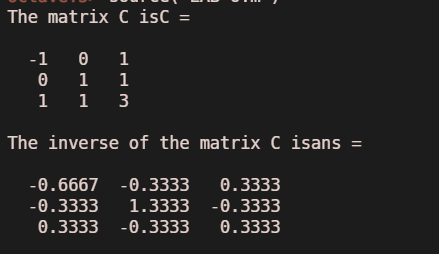 The matrix C isC =
-1 0 1
0 1 1
1 1 3
The inverse of the matrix C isans =
-0.6667 -0.3333 0.3333
-0.3333 1.3333 -0.3333
0.3333 -0.3333 0.3333